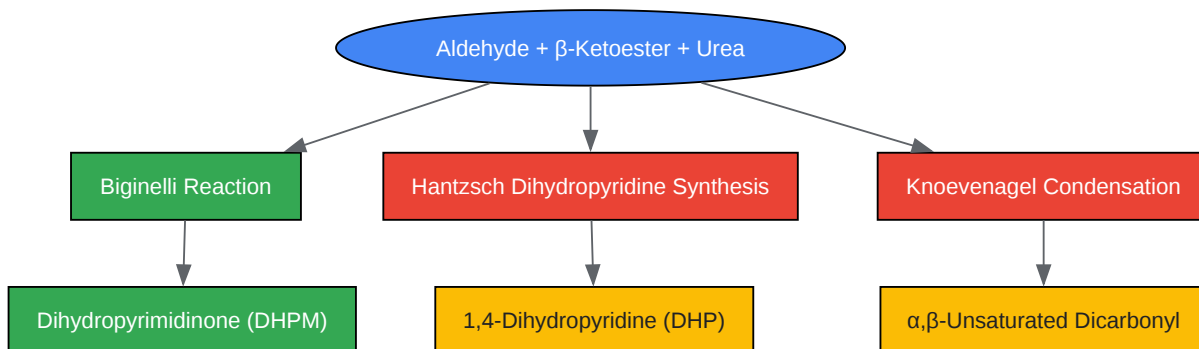 Aldehyde + β-Ketoester + Urea
Biginelli Reaction
Hantzsch Dihydropyridine Synthesis
Knoevenagel Condensation
Dihydropyrimidinone (DHPM)
1,4-Dihydropyridine (DHP)
α,β-Unsaturated Dicarbonyl